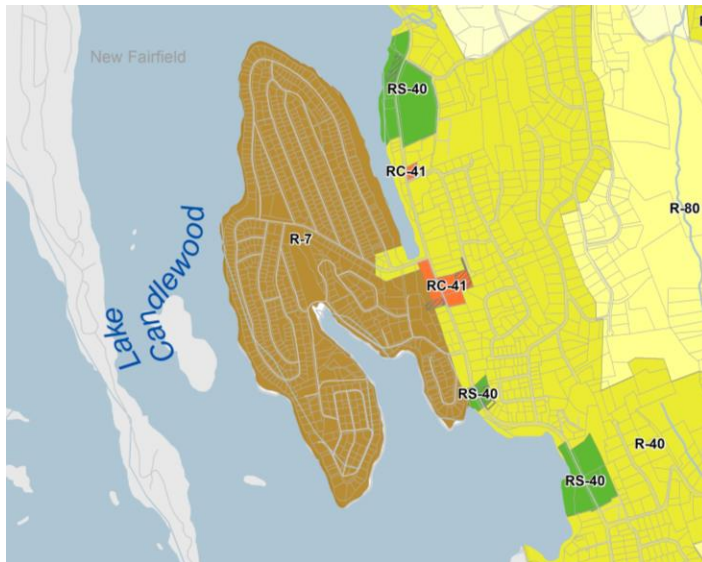 New Fairfield
RS-40
RC-41
R-80
R-7
Lake
Candlewood
RC-41
RS-40
R-40
RS-40